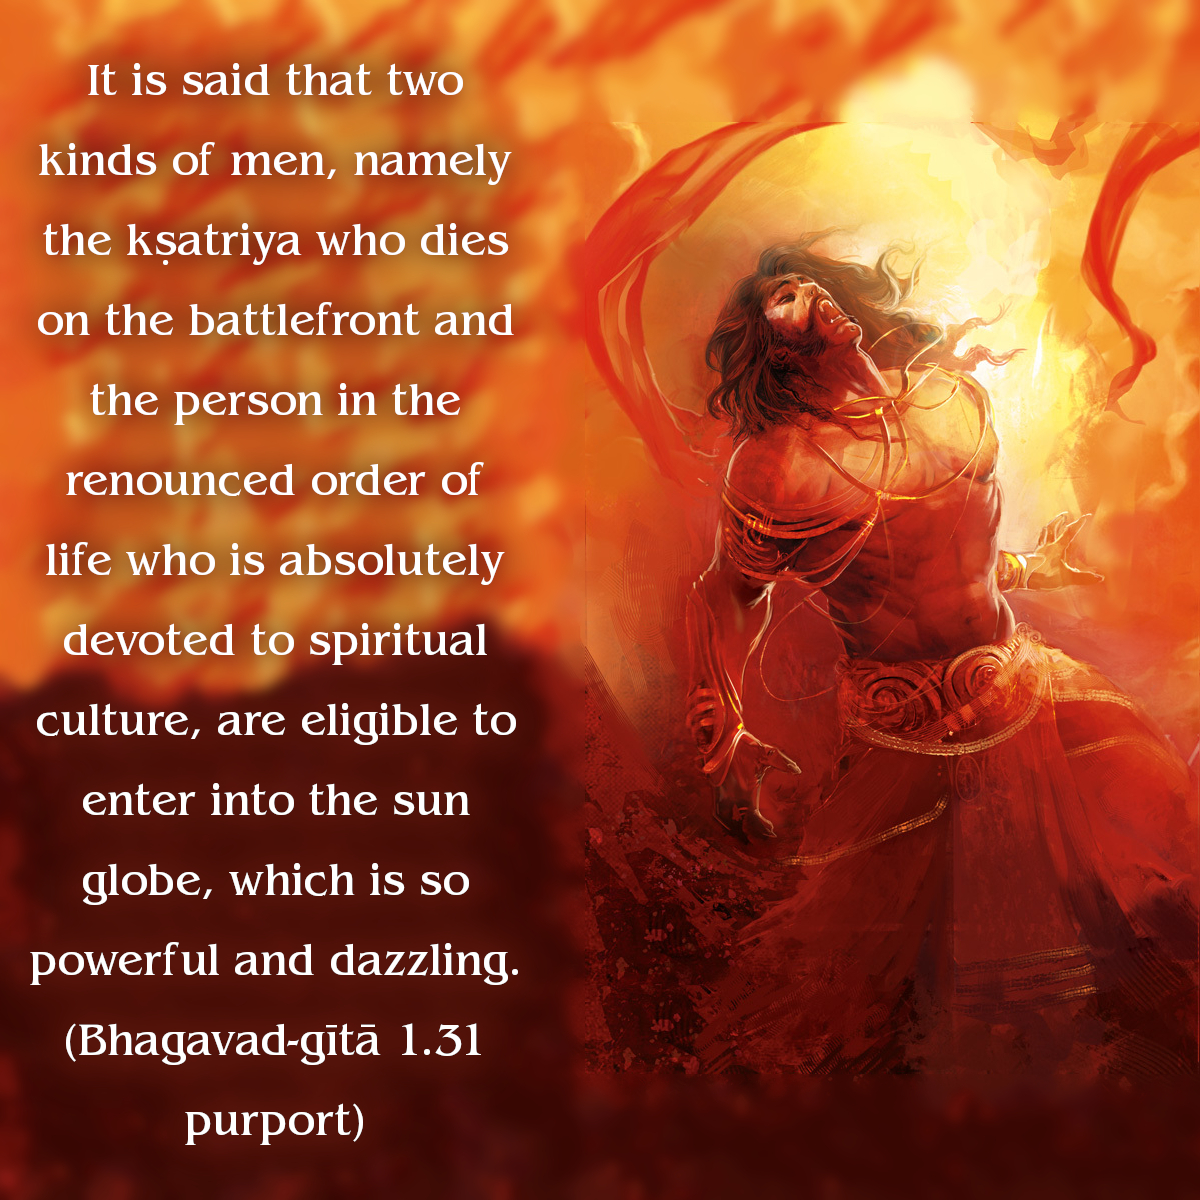 It is said that two
kinds of men, namely
the kṣatriya who dies
on the battlefront and
the person in the
renounced order of
life who is absolutely
devoted to spiritual
culture, are eligible to
enter into the sun
globe, which is so
powerful and dazzling.
(Bhagavad-gītā 1.31
purport)